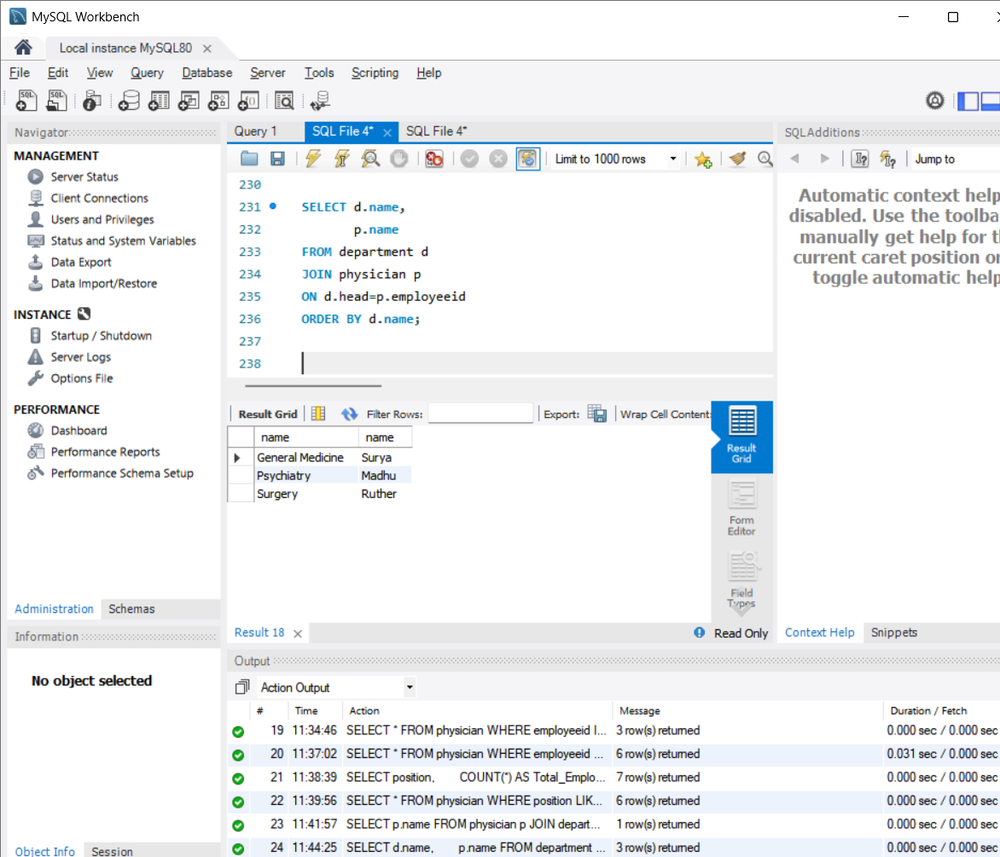 MySQL Workbench
Local instance MySQL80
File Edit View Query Database Server Tools Scripting Help
Navigator
MANAGEMENT
Server Status
Client Connections
Users and Privileges
Status and System Variables
Data Export
Data Import/Restore
INSTANCE
Startup / Shutdown
Server Logs
Options File
PERFORMANCE
Dashboard
Performance Reports
Performance Schema Setup
Administration Schemas
Information
No object selected
Object Info Session
Query 1 SQL File 4* SQL File 4*
Limit to 1000 rows
230
231 SELECT d.name,
232 p.name
233 FROM department d
234 JOIN physician p
235 ON d.head=p.employeeid
236 ORDER BY d.name;
237
238
Result Grid Filter Rows: Export: Wrap Cell Content:
name name
General Medicine Surya
Psychiatry Madhu
Surgery Ruther
Result Grid
Form Editor
Field Types
Result 18 Read Only
SQLAdditions
Jump to
Automatic context help
disabled. Use the toolba
manually get help for t
current caret position o
toggle automatic help
Context Help Snippets
Output
Action Output
# Time Action Message Duration / Fetch
19 11:34:46 SELECT * FROM physician WHERE employeeid I... 3 row(s) returned 0.000 sec / 0.000 sec
20 11:37:02 SELECT * FROM physician WHERE employeeid ... 6 row(s) returned 0.031 sec / 0.000 sec
21 11:38:39 SELECT position, COUNT(*) AS Total_Emplo... 7 row(s) returned 0.000 sec / 0.000 sec
22 11:39:56 SELECT * FROM physician WHERE position LIK... 6 row(s) returned 0.000 sec / 0.000 sec
23 11:41:57 SELECT p.name FROM physician p JOIN depart... 1 row(s) returned 0.000 sec / 0.000 sec
24 11:44:25 SELECT d.name, p.name FROM department ... 3 row(s) returned 0.000 sec / 0.000 sec